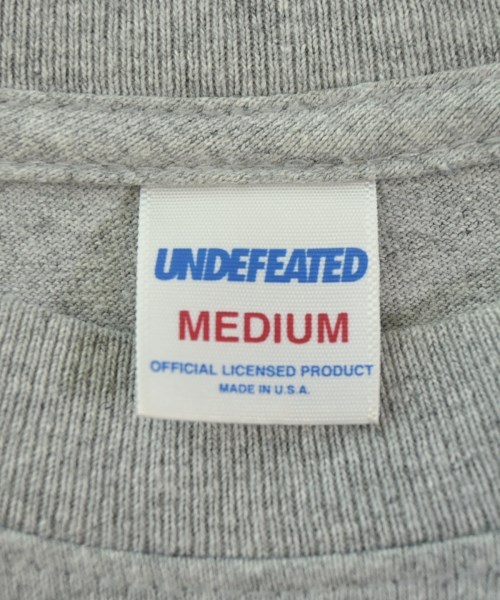 UNDEFEATED
MEDIUM
OFFICIAL LICENSED PRODUCT
MADE IN U.S.A.